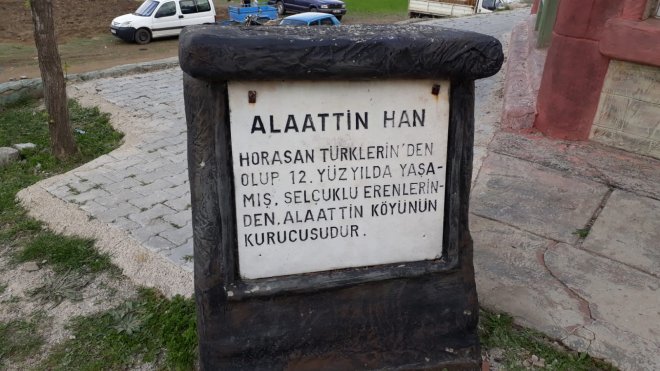 ALAATTİN HAN
HORASAN TÜRKLERİN'DEN
OLUP 12. YÜZYILDA YAŞA-
MIŞ, SELÇUKLU ERENLERİN-
DEN. ALAATTİN KÖYÜNÜN
KURUCUSUDUR.